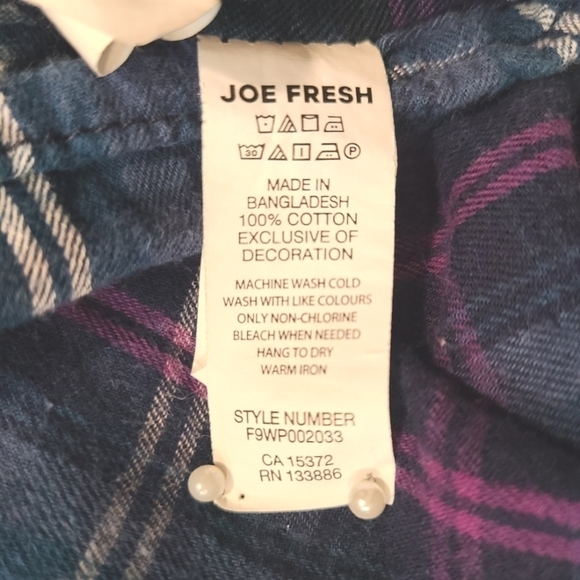 JOE FRESH
30 P
MADE IN
BANGLADESH
100% COTTON
EXCLUSIVE OF
DECORATION
MACHINE WASH COLD
WASH WITH LIKE COLOURS
ONLY NON-CHLORINE
BLEACH WHEN NEEDED
HANG TO DRY
WARM IRON
STYLE NUMBER
F9WP002033
CA 15372
RN 133886